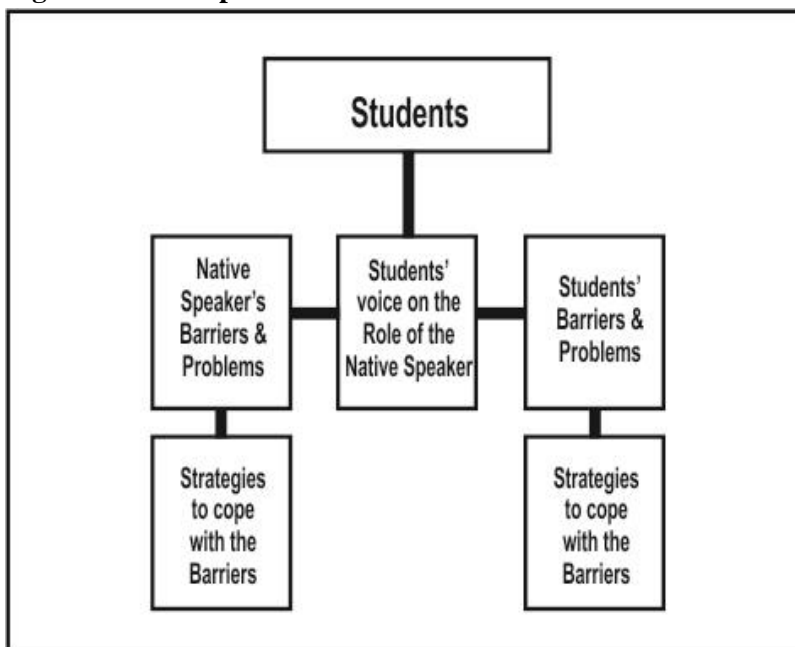 Students
Native
Speaker's
Barriers &
Problems
Students'
voice on the
Role of the
Native Speaker
Students'
Barriers &
Problems
Strategies
to cope
with the
Barriers
Strategies
to cope
with the
Barriers